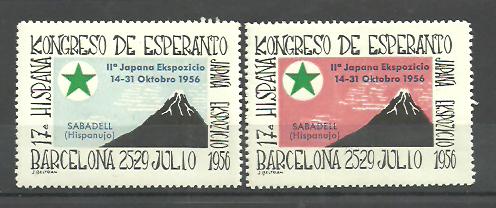 17ª HISPANA
KONGRESO DE ESPERANTO
JAPANA EKSPOZICIO
BARCELONA 25-29 JULIO 1956
IIª Japana Ekspozicio
14-31 Oktobro 1956
SABADELL
(Hispanujo)
J. BELTRAN
17ª HISPANA
KONGRESO DE ESPERANTO
JAPANA EKSPOZICIO
BARCELONA 25-29 JULIO 1956
IIª Japana Ekspozicio
14-31 Oktobro 1956
SABADELL
(Hispanujo)
J. BELTRAN